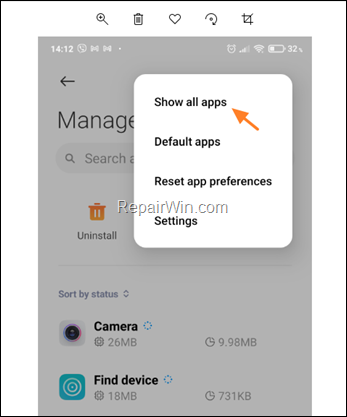 14:12
32%
Manage
Search a
Show all apps
Default apps
Reset app preferences
Settings
RepairWin.com
Uninstall
Sort by status
Camera
26MB
9.98MB
Find device
18MB
731KB